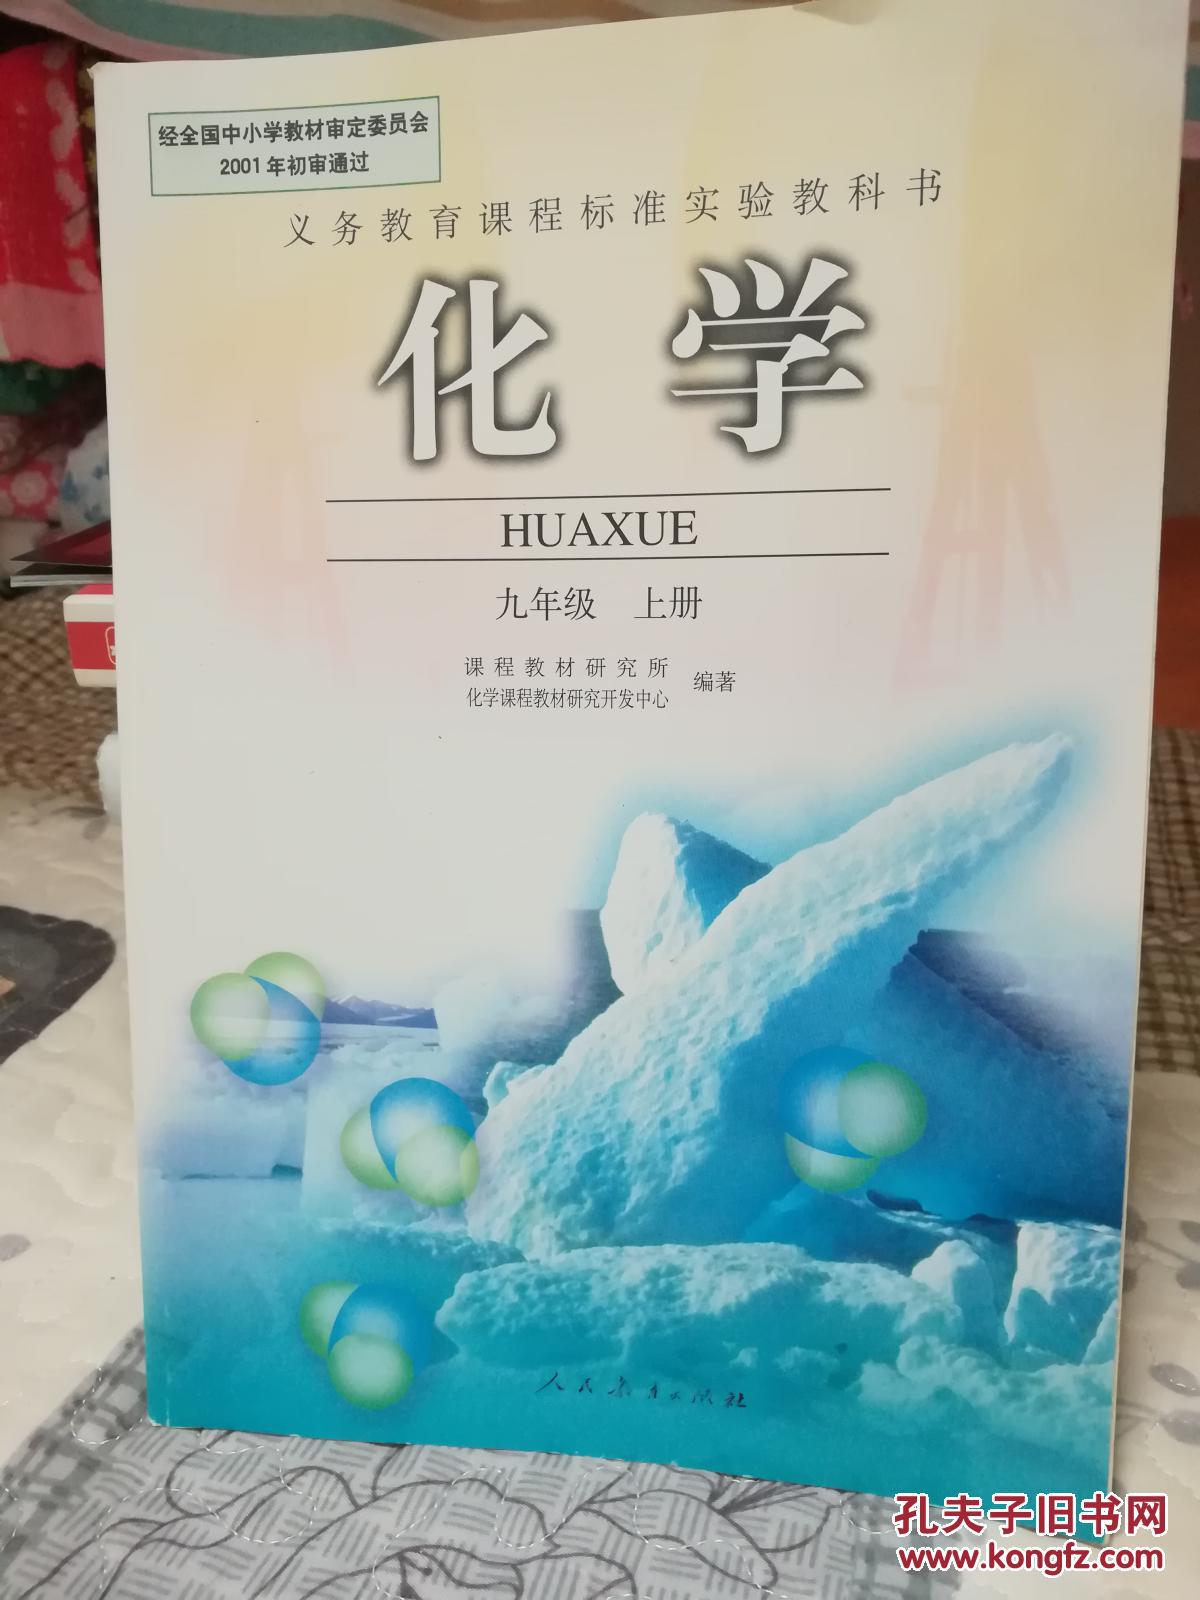 经全国中小学教材审定委员会
2001年初审通过
义务教育课程标准实验教科书
化学
HUAXUE
九年级 上册
课程教材研究所
化学课程教材研究开发中心
编著
人民教育出版社
孔夫子旧书网
www.kongfz.com